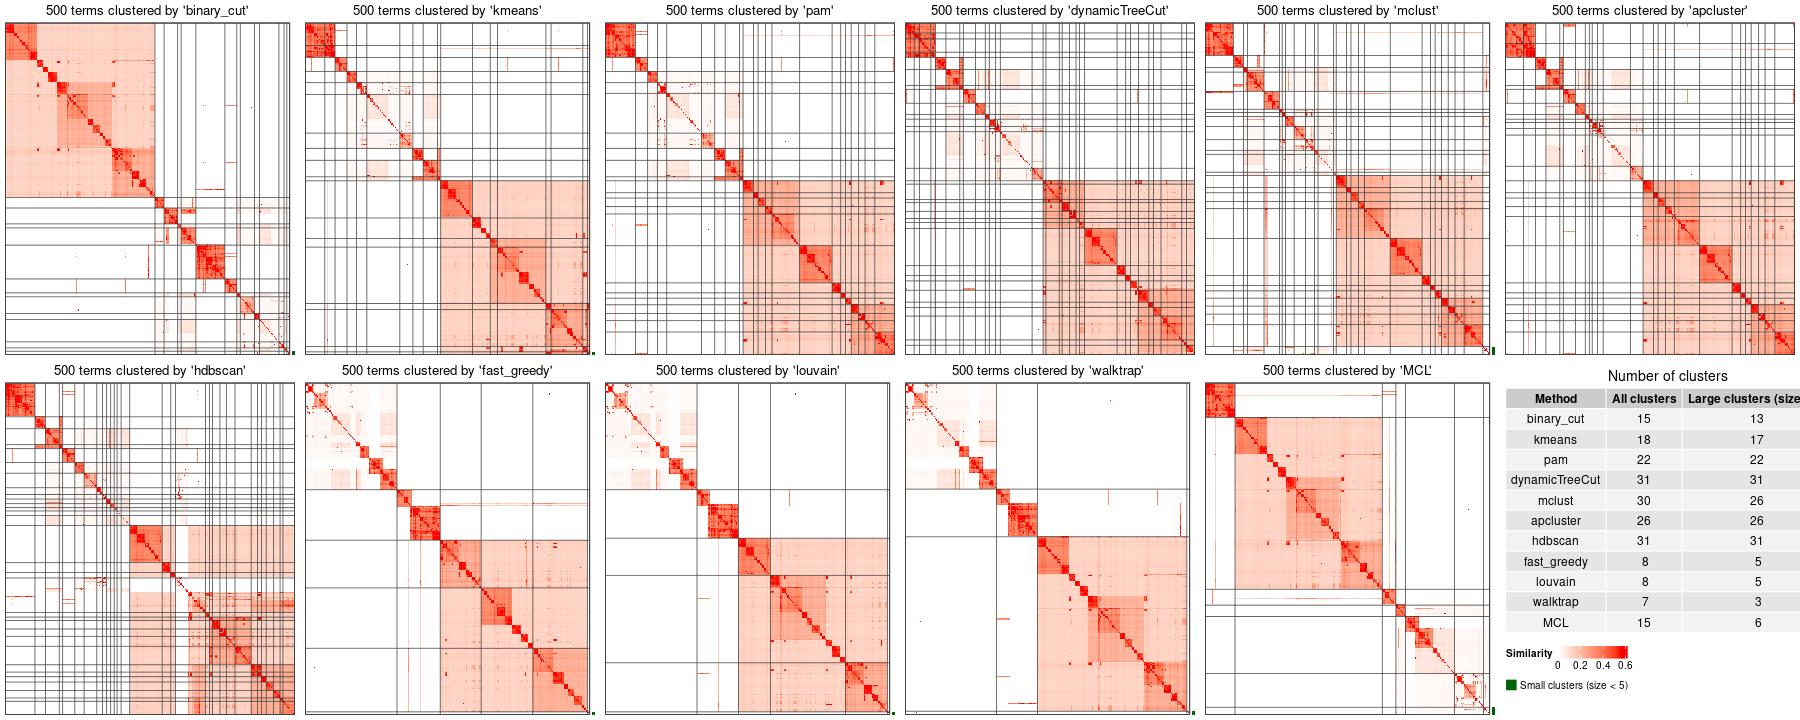 500 terms clustered by 'binary_cut'
500 terms clustered by 'kmeans'
500 terms clustered by 'pam'
500 terms clustered by 'dynamicTreeCut'
500 terms clustered by 'mclust'
500 terms clustered by 'apcluster'
500 terms clustered by 'hdbscan'
500 terms clustered by 'fast_greedy'
500 terms clustered by 'louvain'
500 terms clustered by 'walktrap'
500 terms clustered by 'MCL'
Number of clusters
Method All clusters Large clusters (size
binary_cut 15 13
kmeans 18 17
pam 22 22
dynamicTreeCut 31 31
mclust 30 26
apcluster 26 26
hdbscan 31 31
fast_greedy 8 5
louvain 8 5
walktrap 7 3
MCL 15 6
Similarity
0 0.2 0.4 0.6
Small clusters (size < 5)